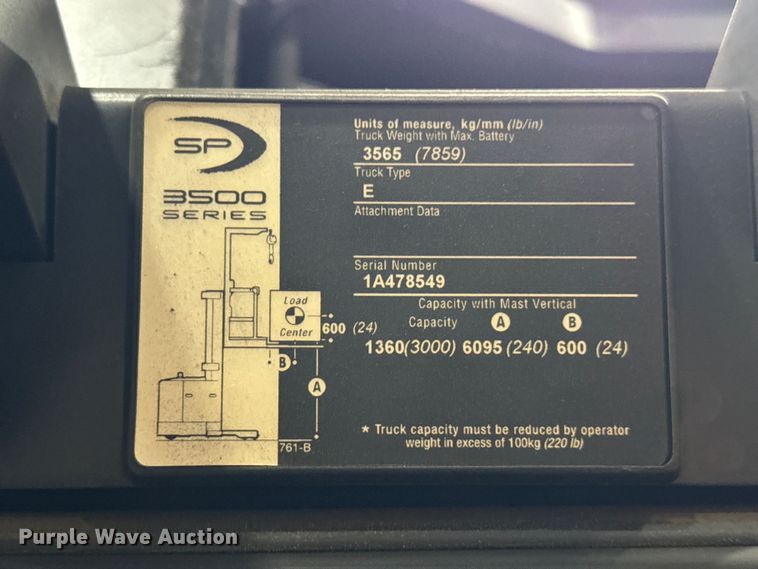 SP
3500
SERIES
Load
Center
600 (24)
B
A
761-B
Units of measure, kg/mm (lb/in)
Truck Weight with Max. Battery
3565 (7859)
Truck Type
E
Attachment Data
Serial Number
1A478549
Capacity with Mast Vertical
Capacity A B
1360(3000) 6095 (240) 600 (24)
* Truck capacity must be reduced by operator
weight in excess of 100kg (220 lb)
Purple Wave Auction